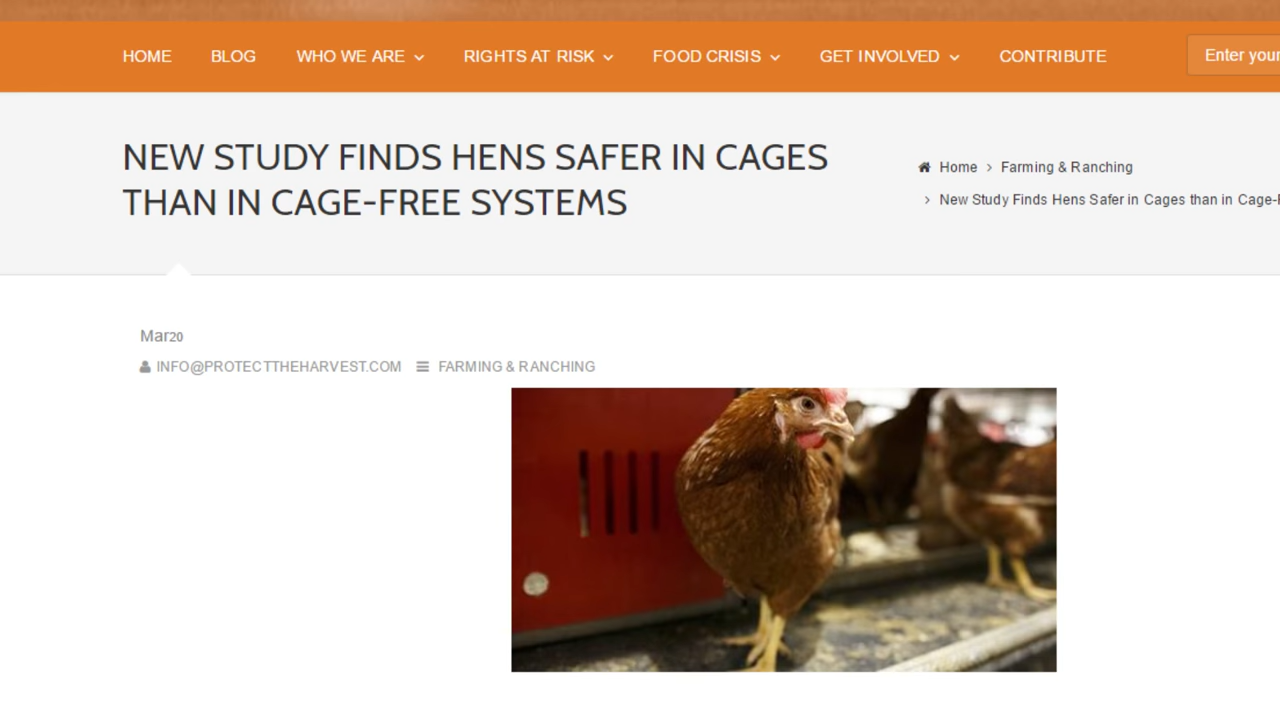 HOME BLOG WHO WE ARE RIGHTS AT RISK FOOD CRISIS GET INVOLVED CONTRIBUTE Enter your
NEW STUDY FINDS HENS SAFER IN CAGES
THAN IN CAGE-FREE SYSTEMS
Home > Farming & Ranching
> New Study Finds Hens Safer in Cages than in Cage-F
Mar20
INFO@PROTECTTHEHARVEST.COM FARMING & RANCHING